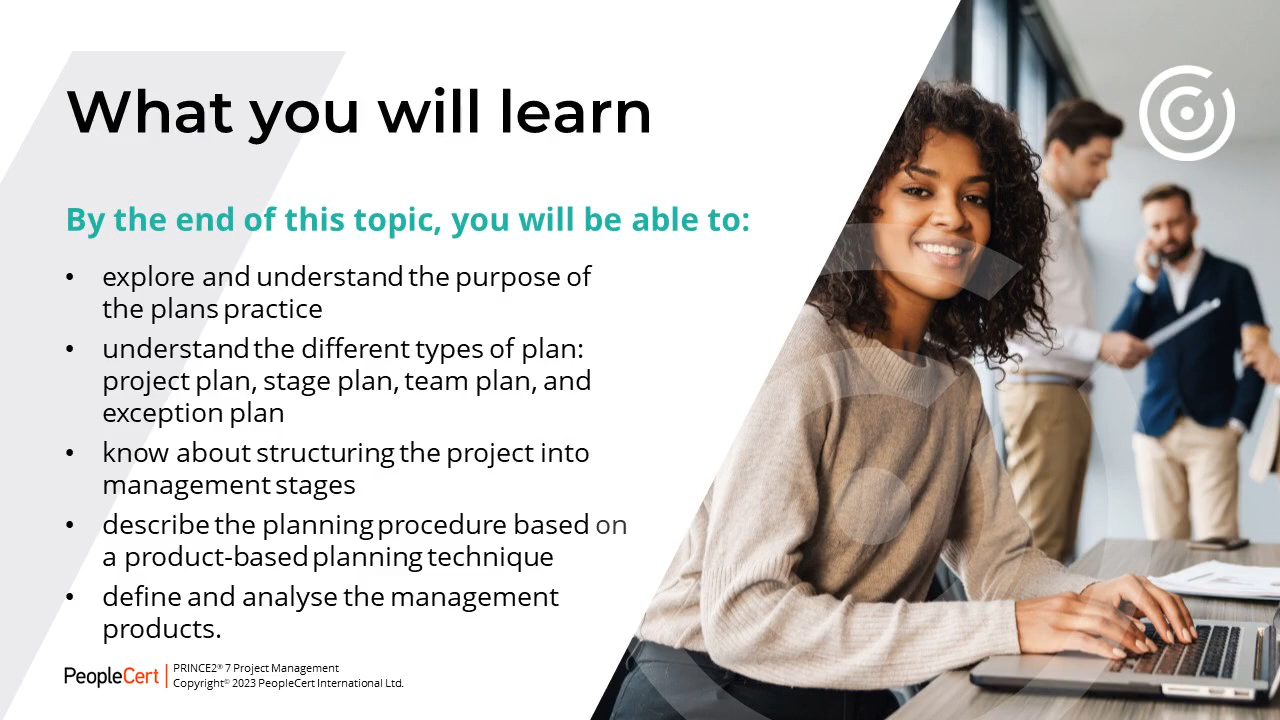 What you will learn
By the end of this topic, you will be able to:
• explore and understand the purpose of
the plans practice
• understand the different types of plan:
project plan, stage plan, team plan, and
exception plan
• know about structuring the project into
management stages
• describe the planning procedure based on
a product-based planning technique
• define and analyse the management
products.
PeopleCert
PRINCE2® 7 Project Management
Copyright© 2023 PeopleCert International Ltd.